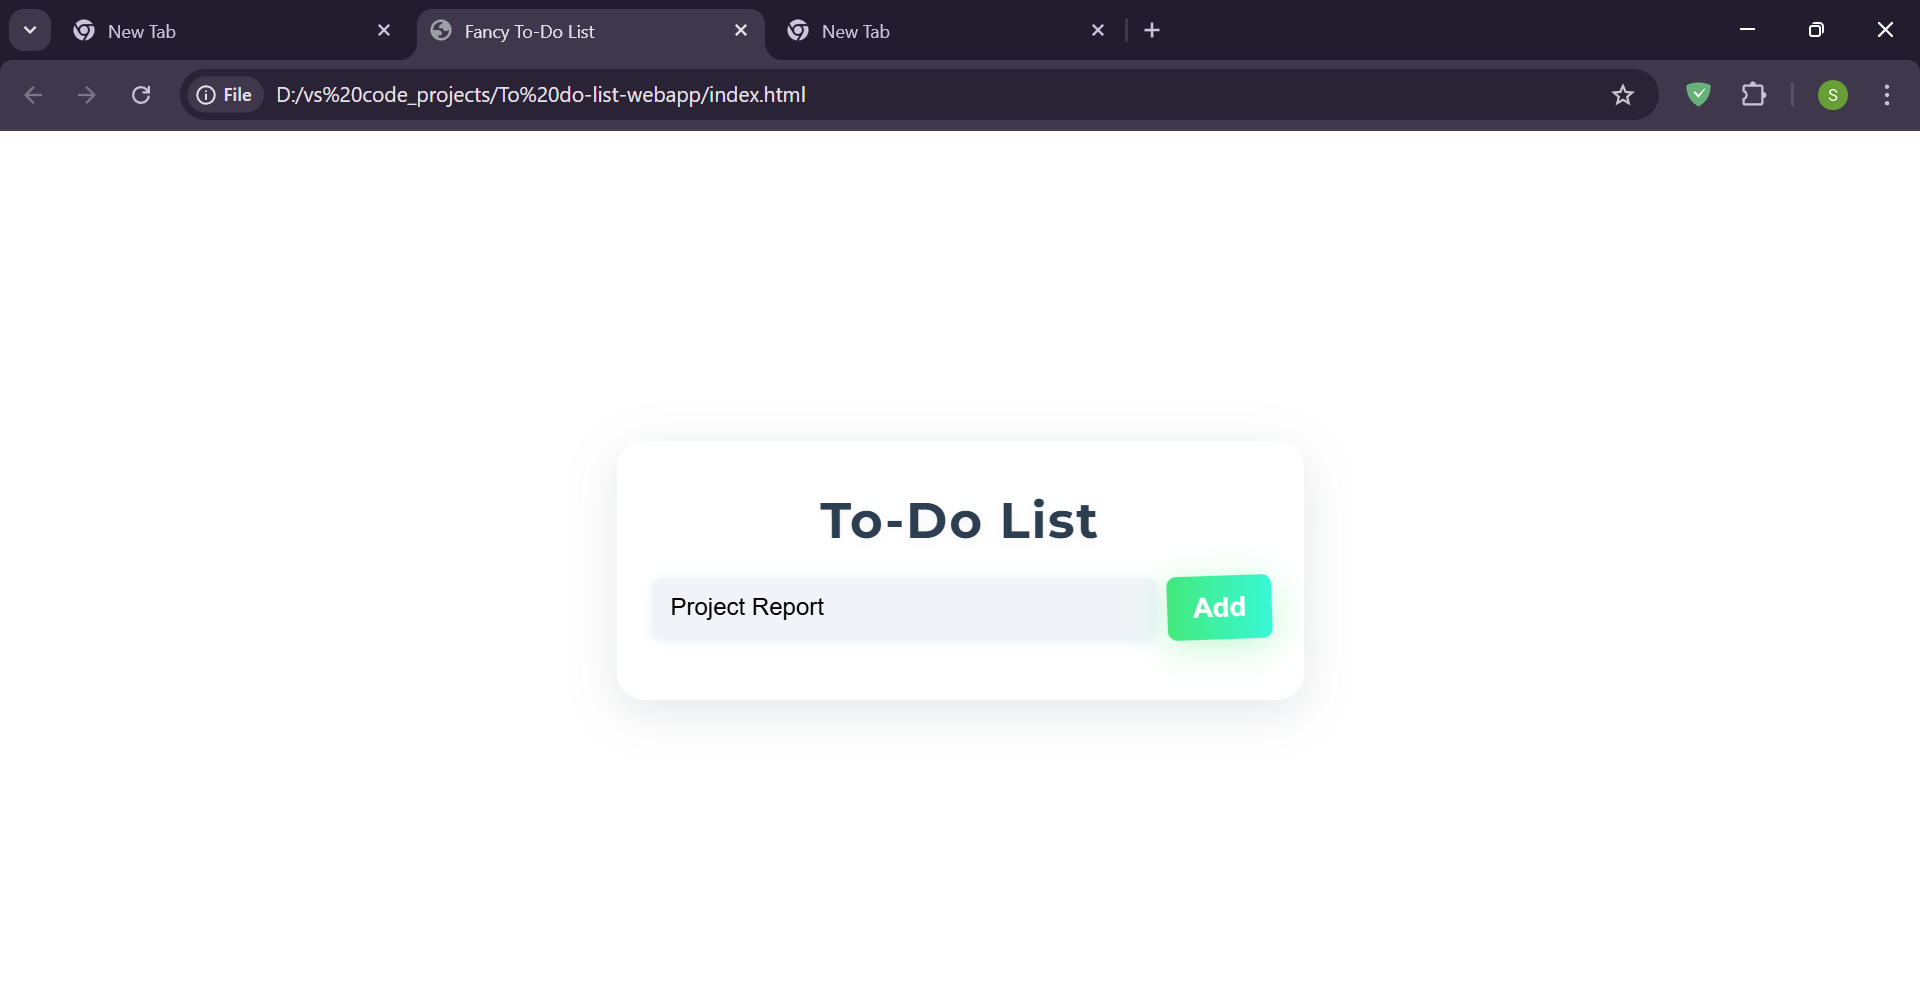 New Tab
Fancy To-Do List
New Tab
File
D:/vs%20code_projects/To%20do-list-webapp/index.html
S
To-Do List
Project Report
Add